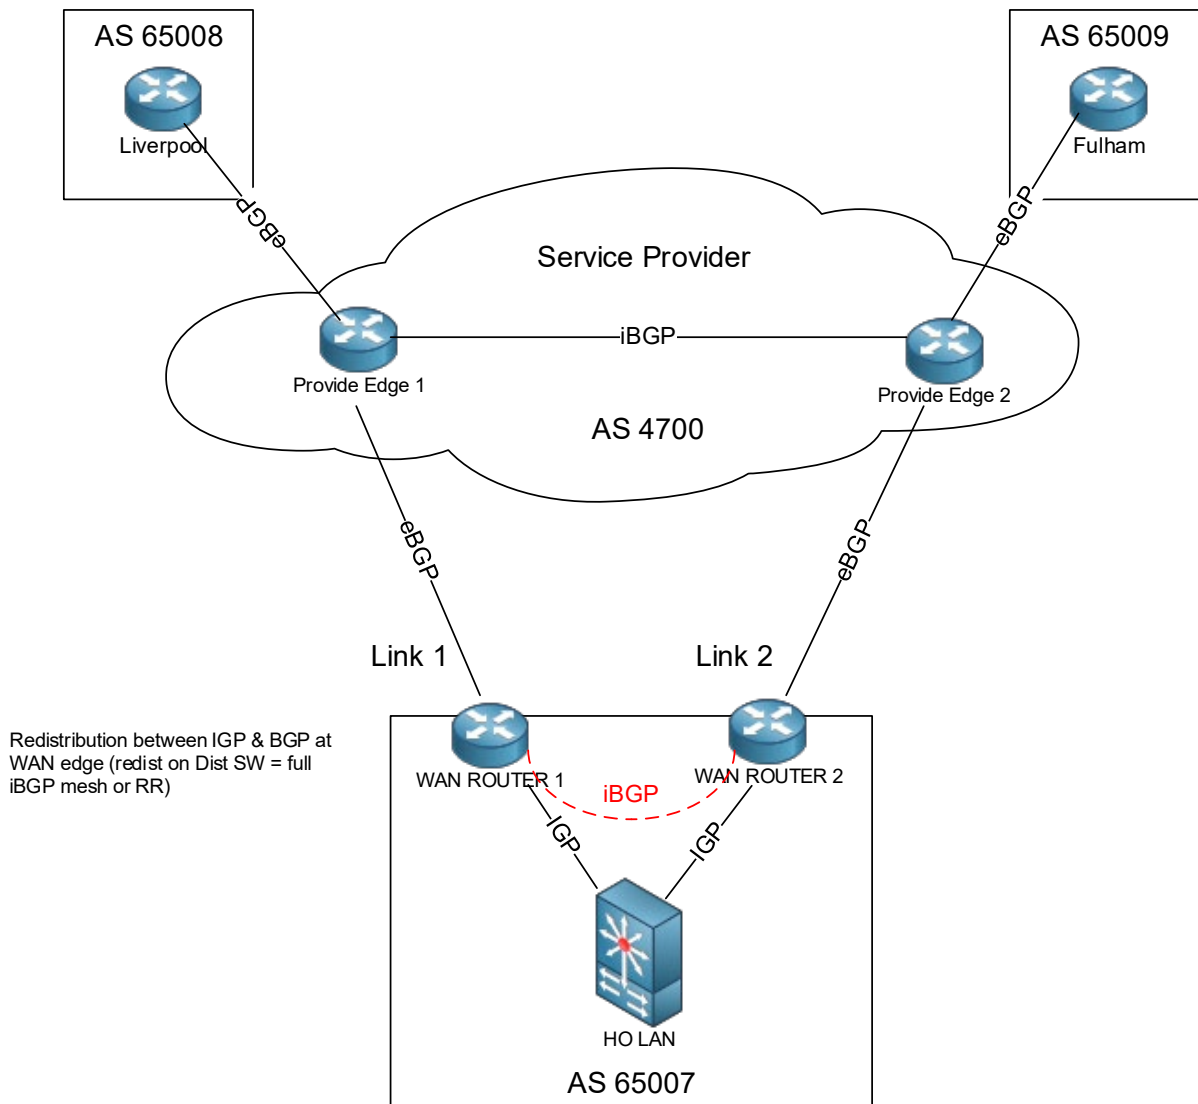 AS 65008
AS 65009
Liverpool
Fulham
eBGP
eBGP
Service Provider
iBGP
Provide Edge 1
Provide Edge 2
AS 4700
eBGP
eBGP
Link 1
Link 2
Redistribution between IGP & BGP at
WAN edge (redist on Dist SW = full
iBGP mesh or RR)
WAN ROUTER 1
WAN ROUTER 2
iBGP
IGP
IGP
HO LAN
AS 65007